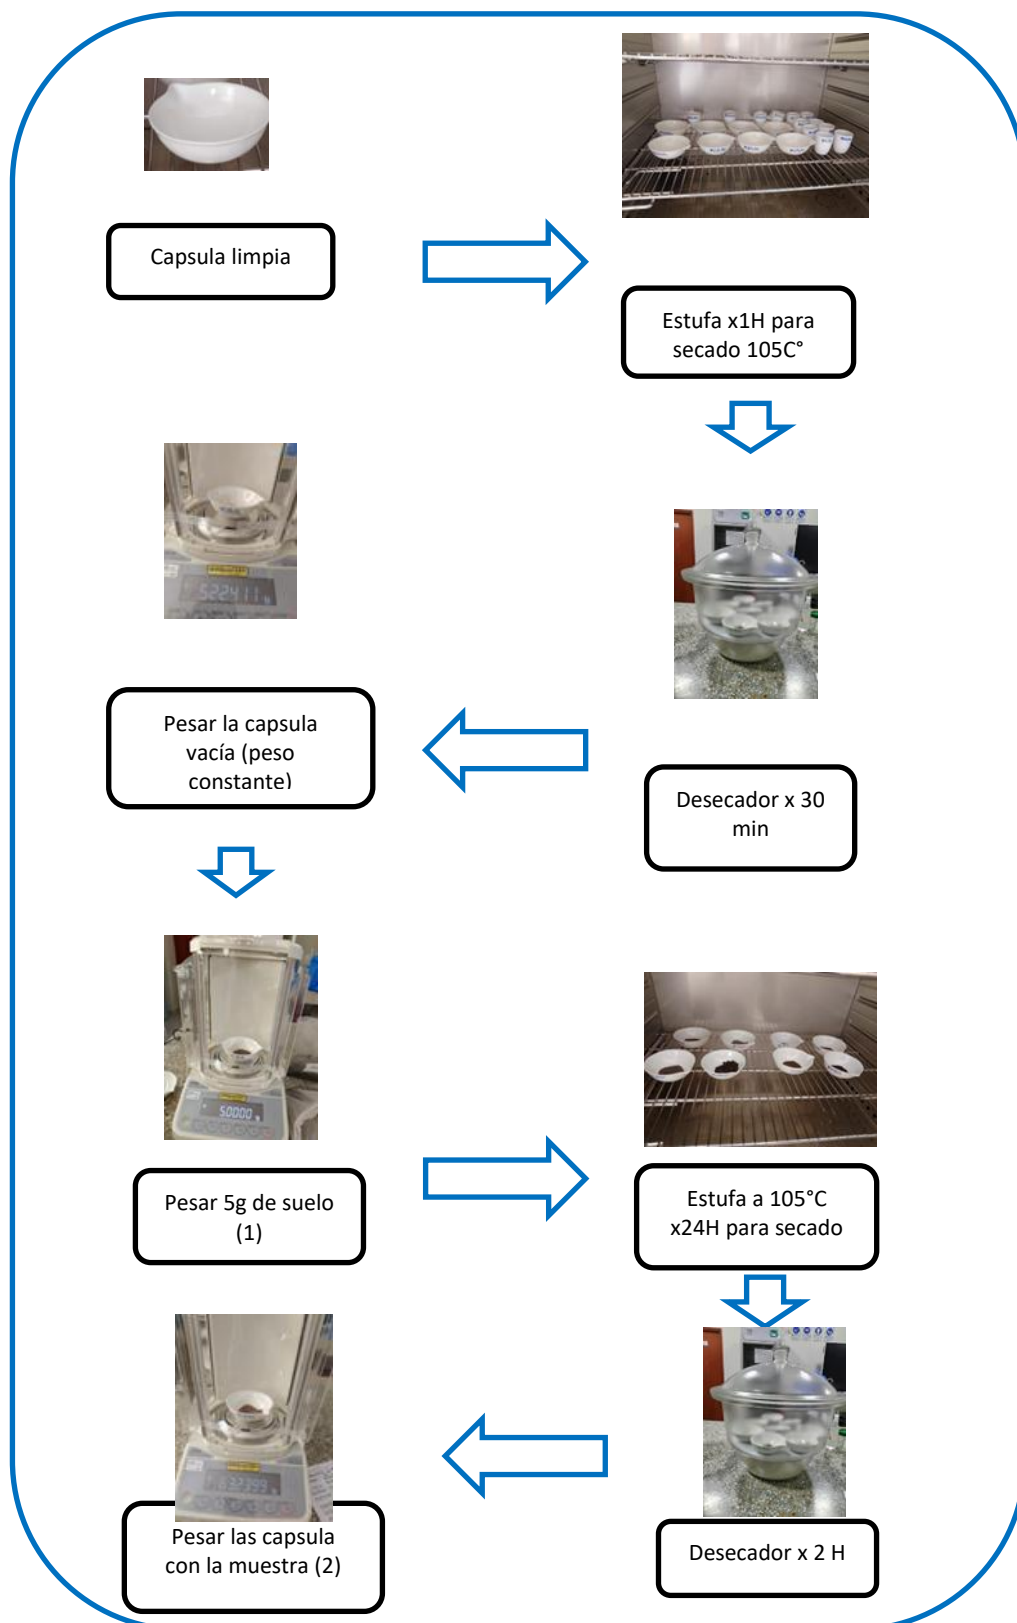 Capsula limpia
Estufa x1H para
secado 105C°
Desecador x 30
min
Pesar la capsula
vacía (peso
constante)
Pesar 5g de suelo
(1)
Estufa a 105°C
x24H para secado
Desecador x 2 H
Pesar las capsula
con la muestra (2)